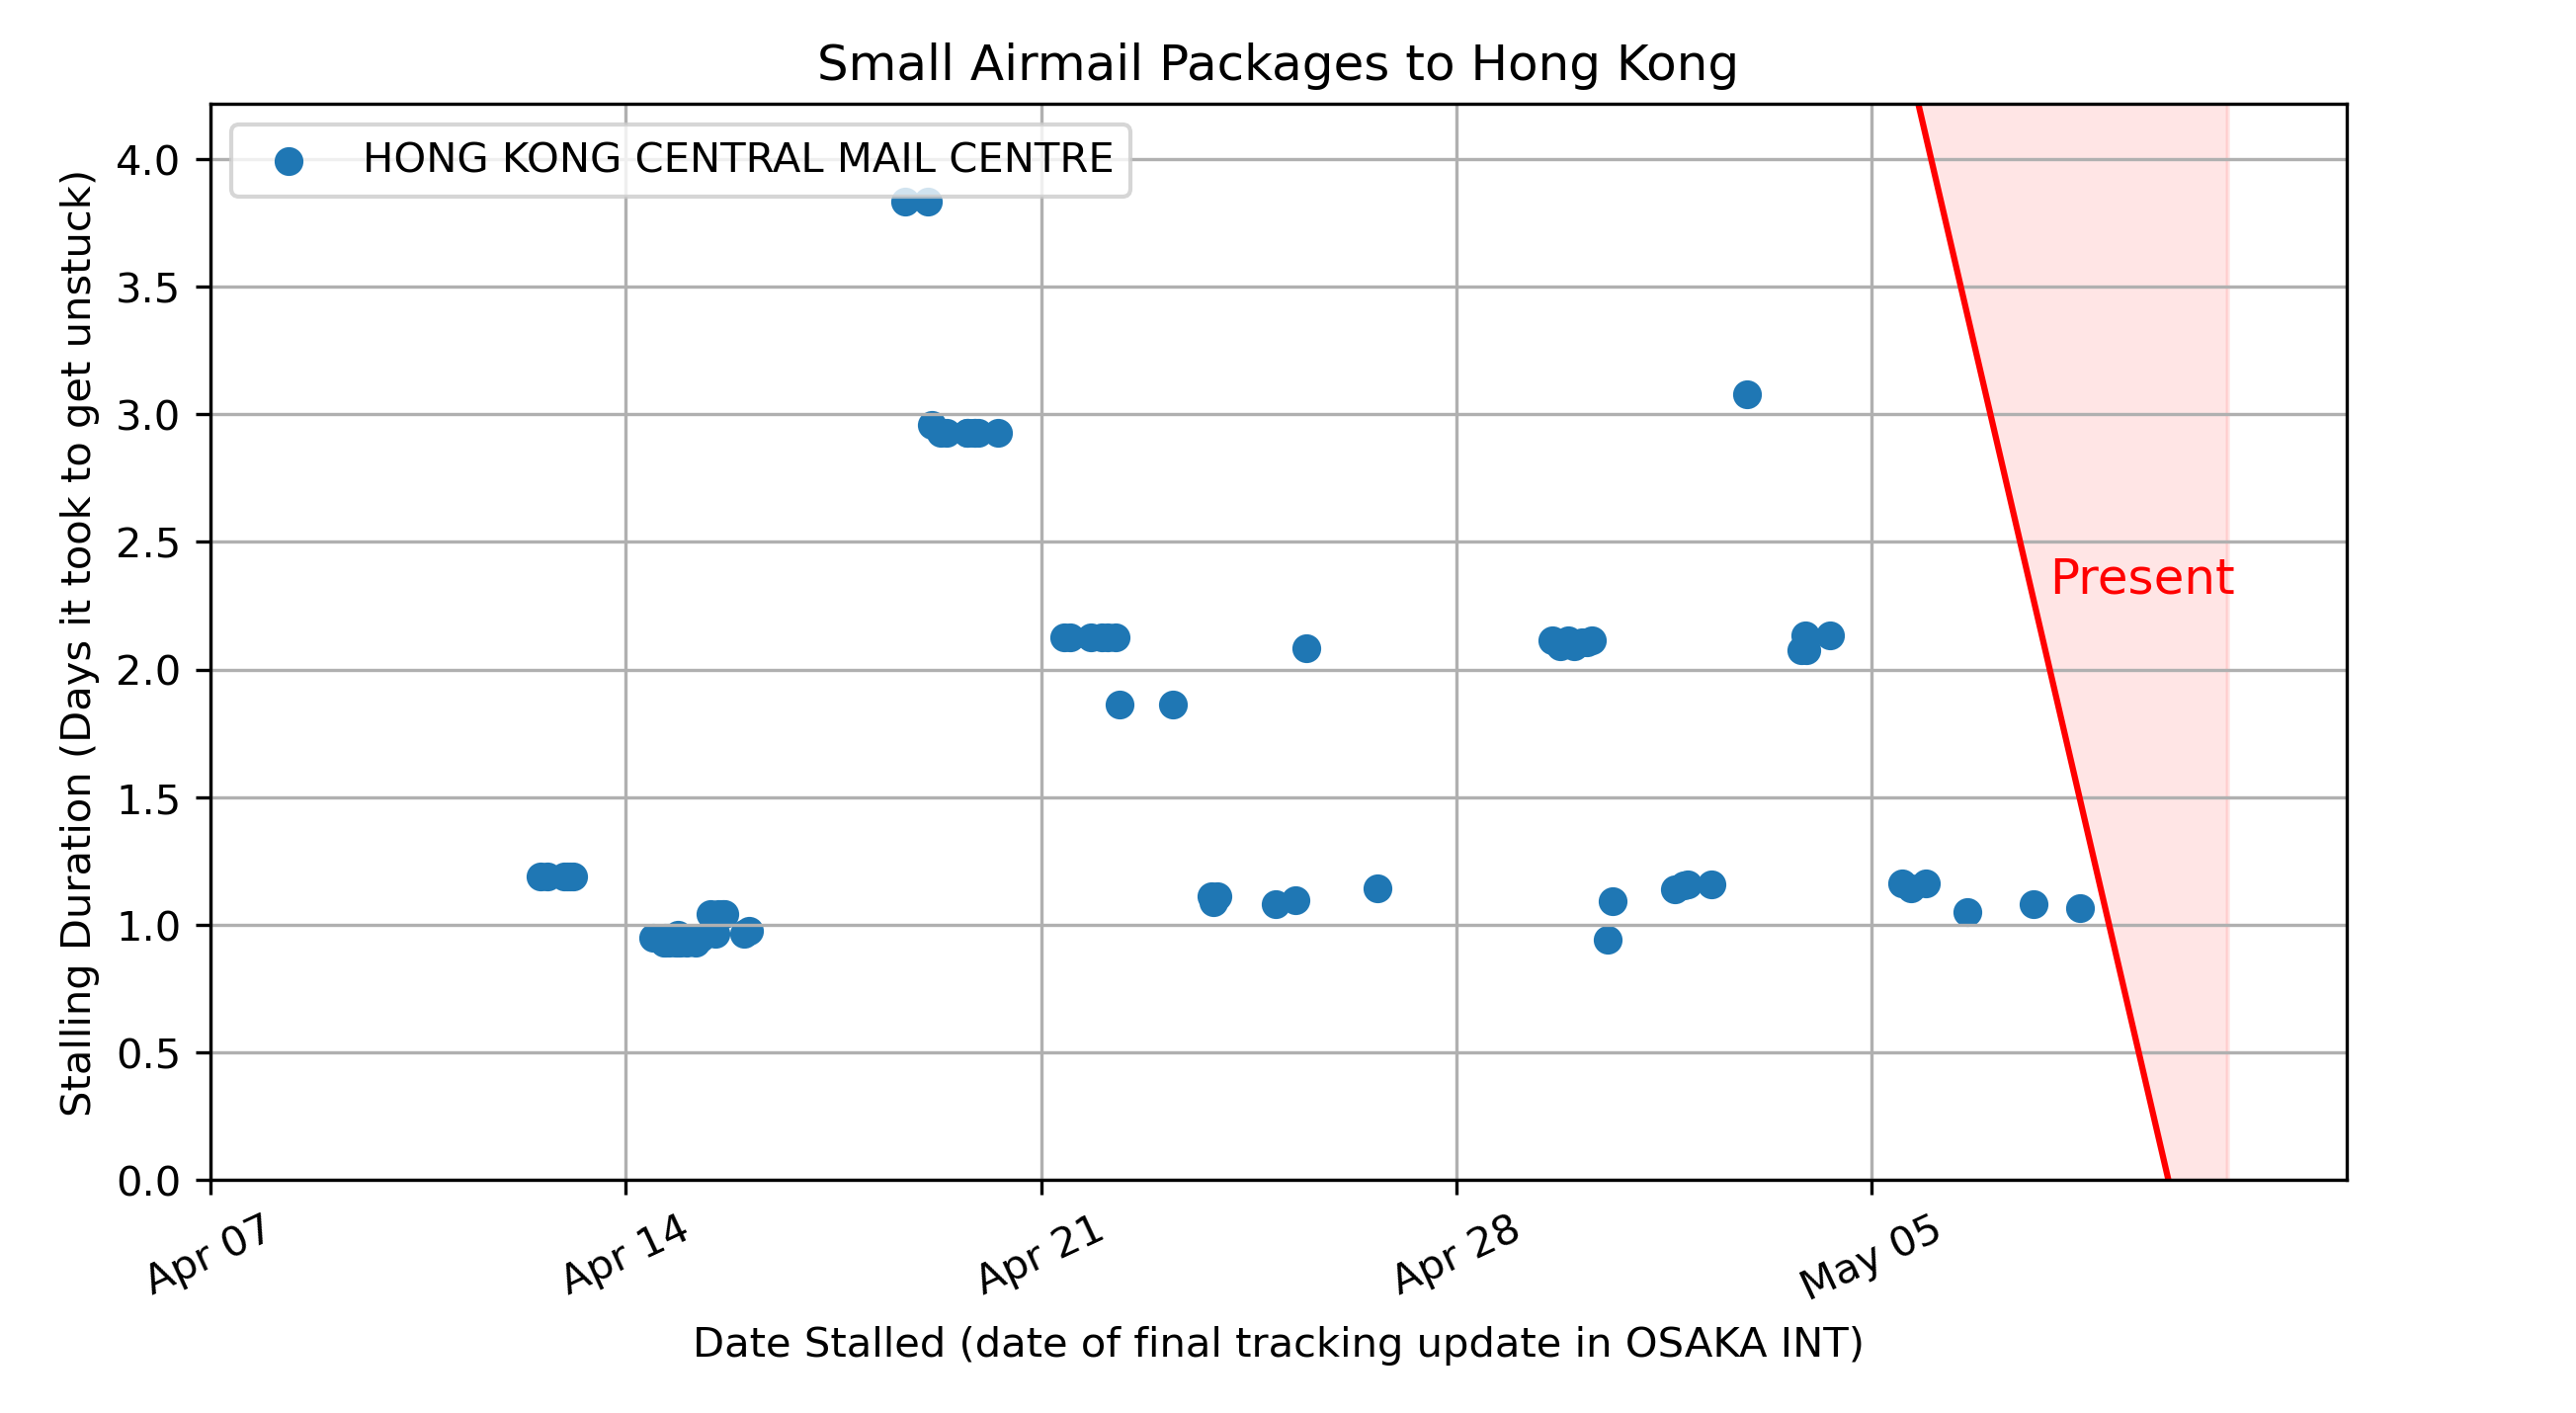 Small Airmail Packages to Hong Kong
HONG KONG CENTRAL MAIL CENTRE
Stalling Duration (Days it took to get unstuck)
4.0
3.5
3.0
2.5
2.0
1.5
1.0
0.5
0.0
Present
Apr 07
Apr 14
Apr 21
Apr 28
May 05
Date Stalled (date of final tracking update in OSAKA INT)